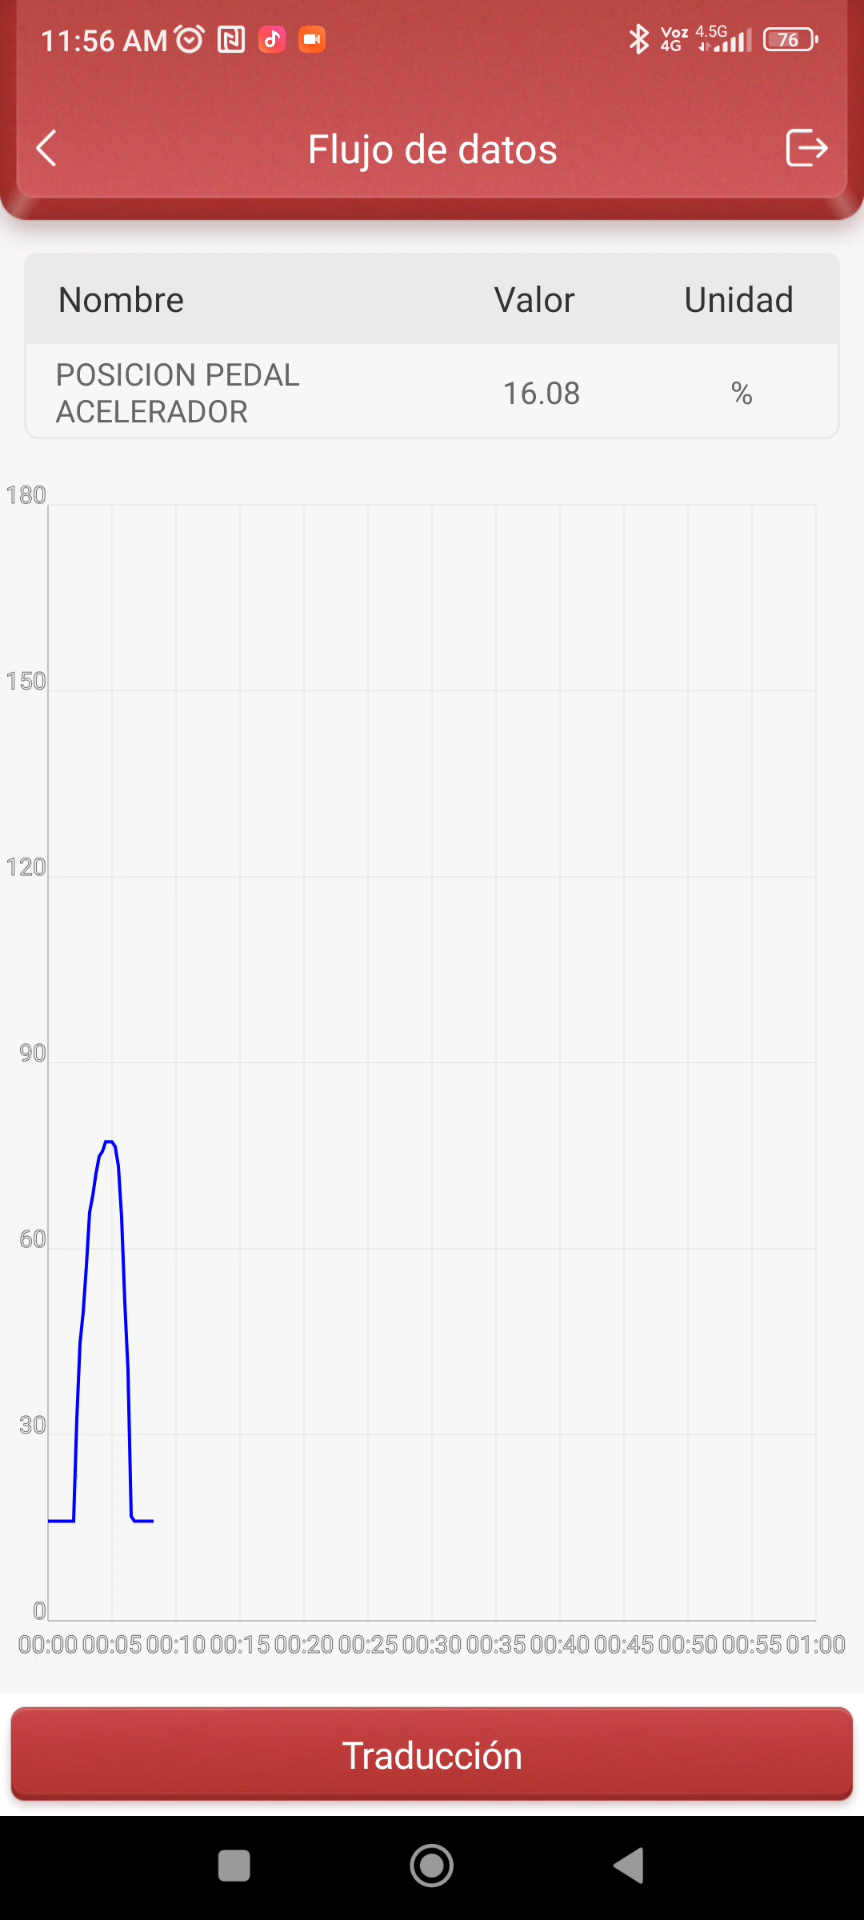 11:56 AM Voz 4G 4.5G 76
Flujo de datos
Nombre Valor Unidad
POSICION PEDAL
ACELERADOR 16.08 %
180
150
120
90
60
30
0
00:00 00:05 00:10 00:15 00:20 00:25 00:30 00:35 00:40 00:45 00:50 00:55 01:00
Traducción